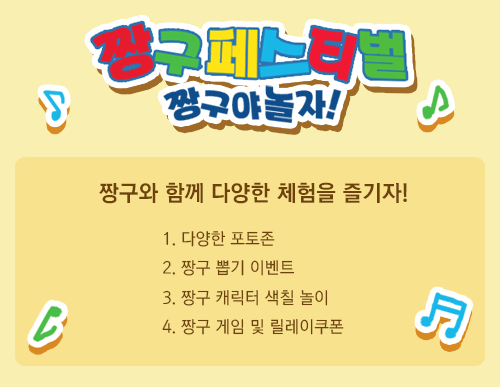 짱구페스티벌
짱구야놀자!
짱구와 함께 다양한 체험을 즐기자!
1. 다양한 포토존
2. 짱구 뽑기 이벤트
3. 짱구 캐릭터 색칠 놀이
4. 짱구 게임 및 릴레이쿠폰